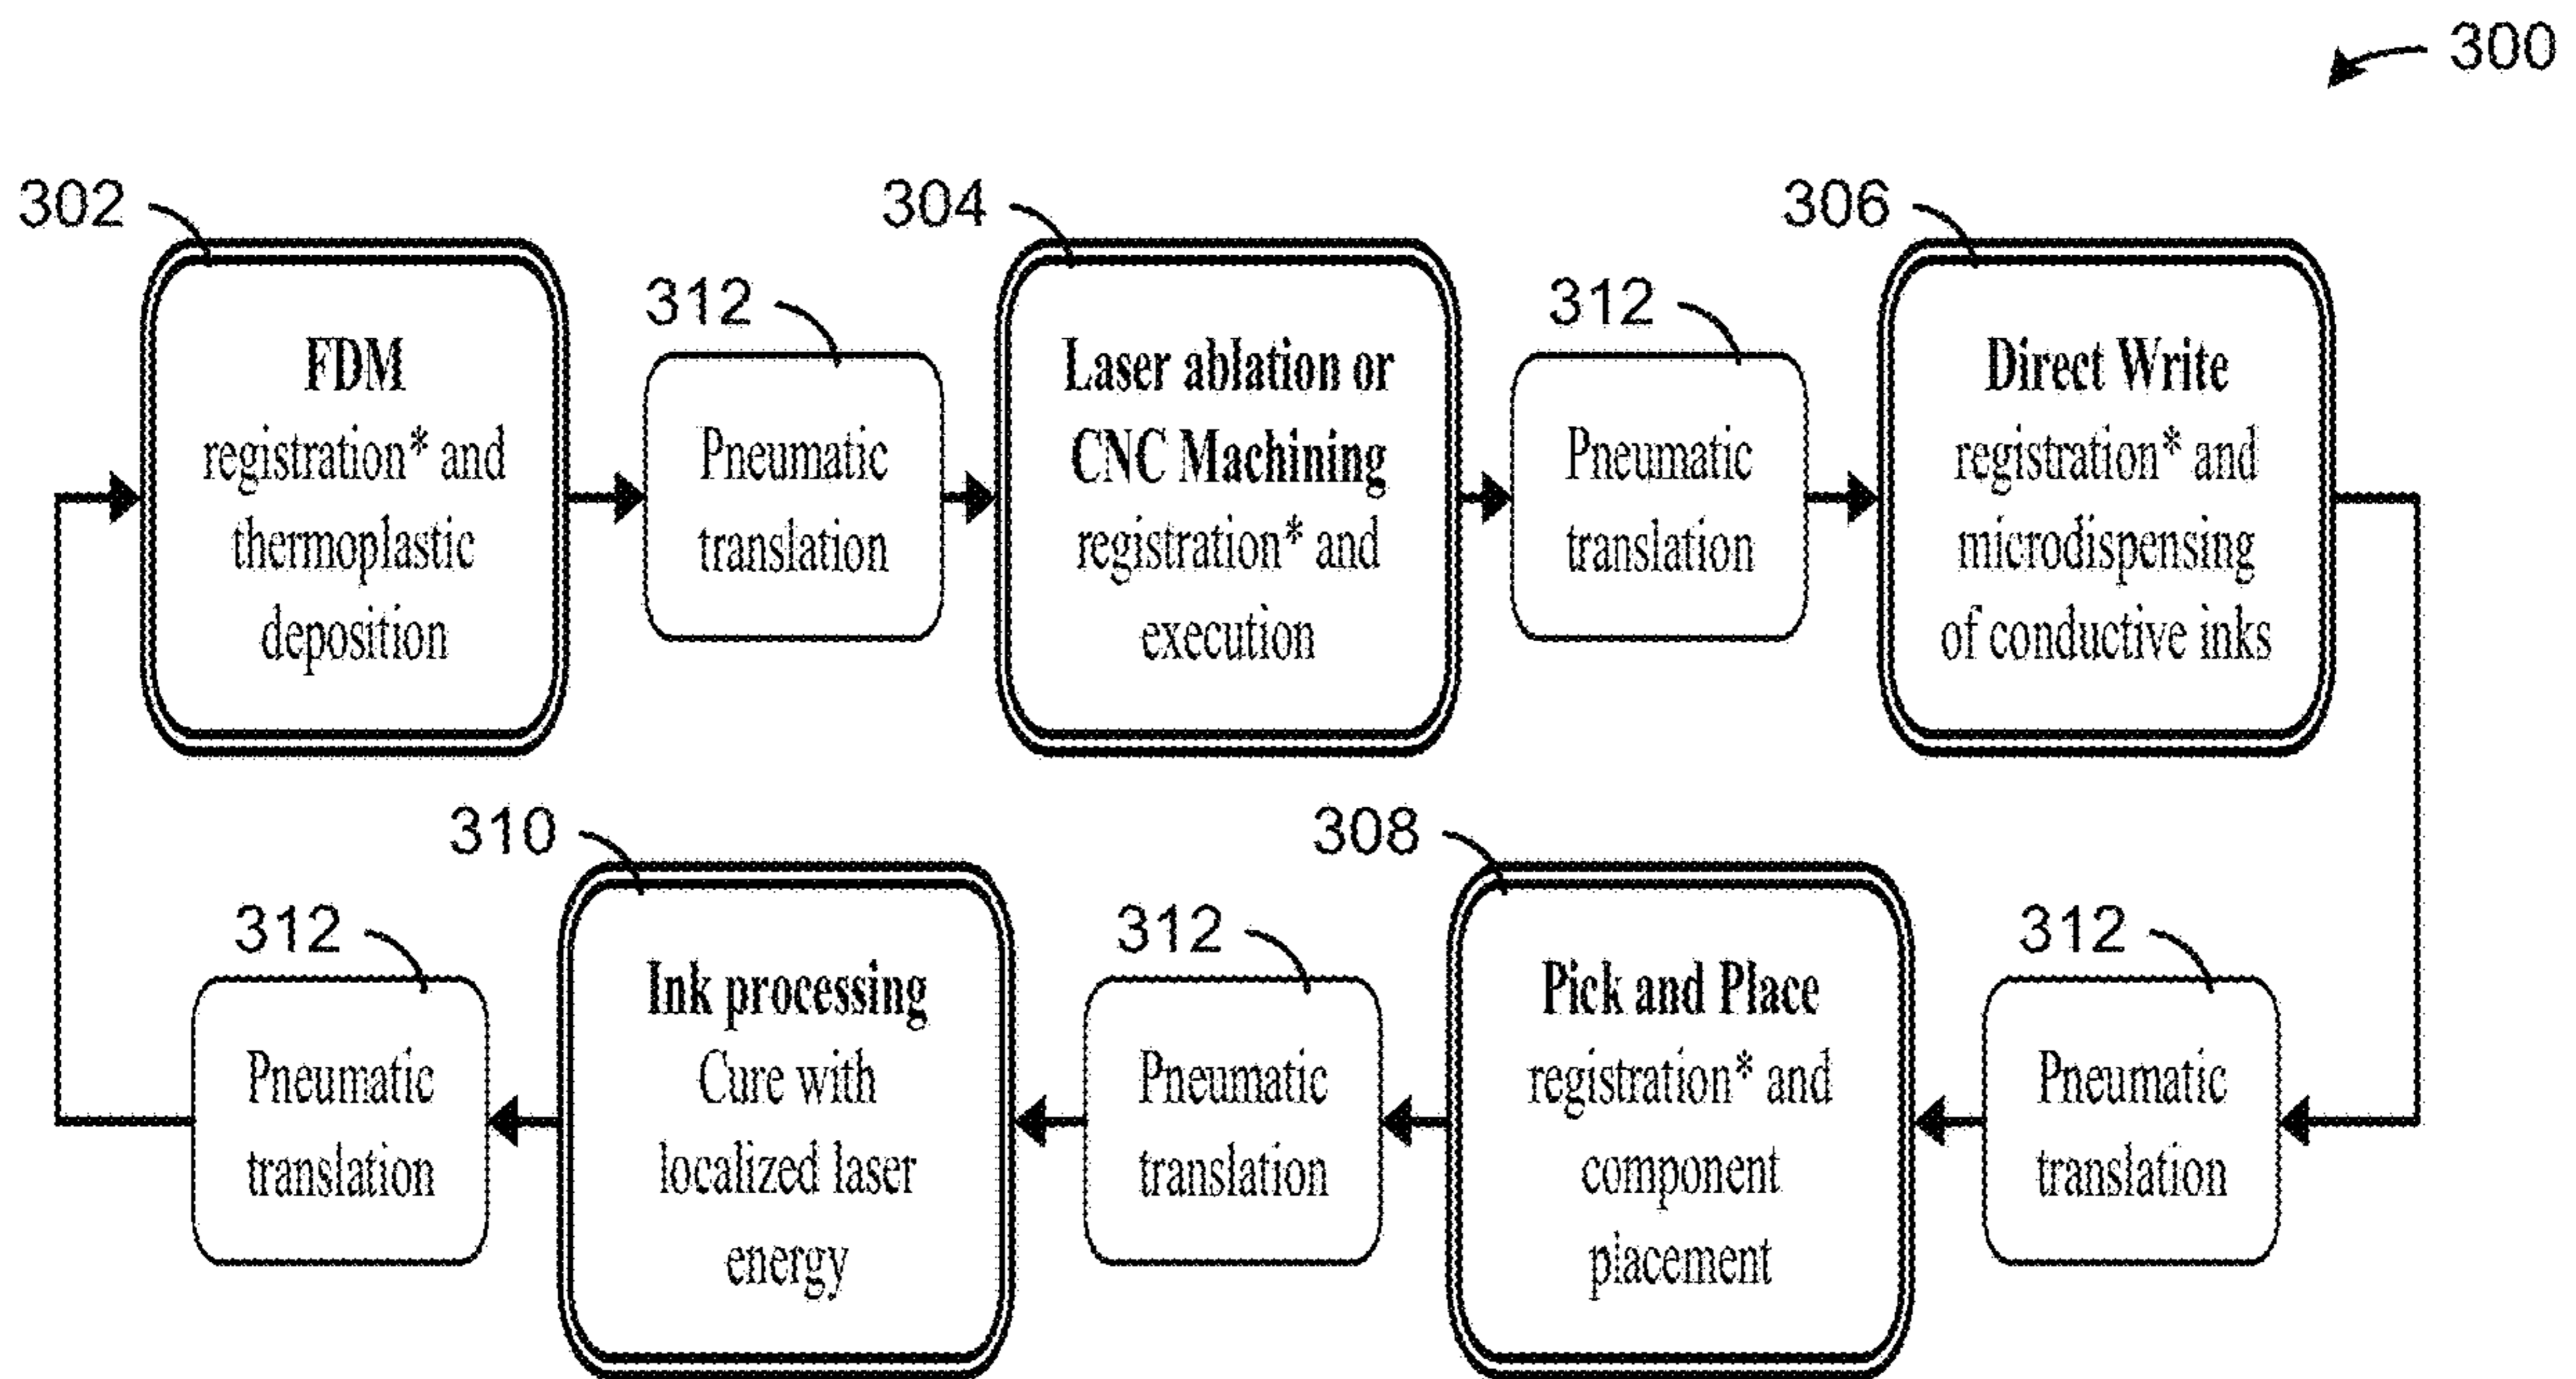 300
302
304
306
312
312
FDM
registration* and
thermoplastic
deposition
Pneumatic
translation
Laser ablation or
CNC Machining
registration* and
execution
Pneumatic
translation
Direct Write
registration* and
microdispensing
of conductive inks
310
308
312
312
312
Pneumatic
translation
Ink processing
Cure with
localized laser
energy
Pneumatic
translation
Pick and Place
registration* and
component
placement
Pneumatic
translation